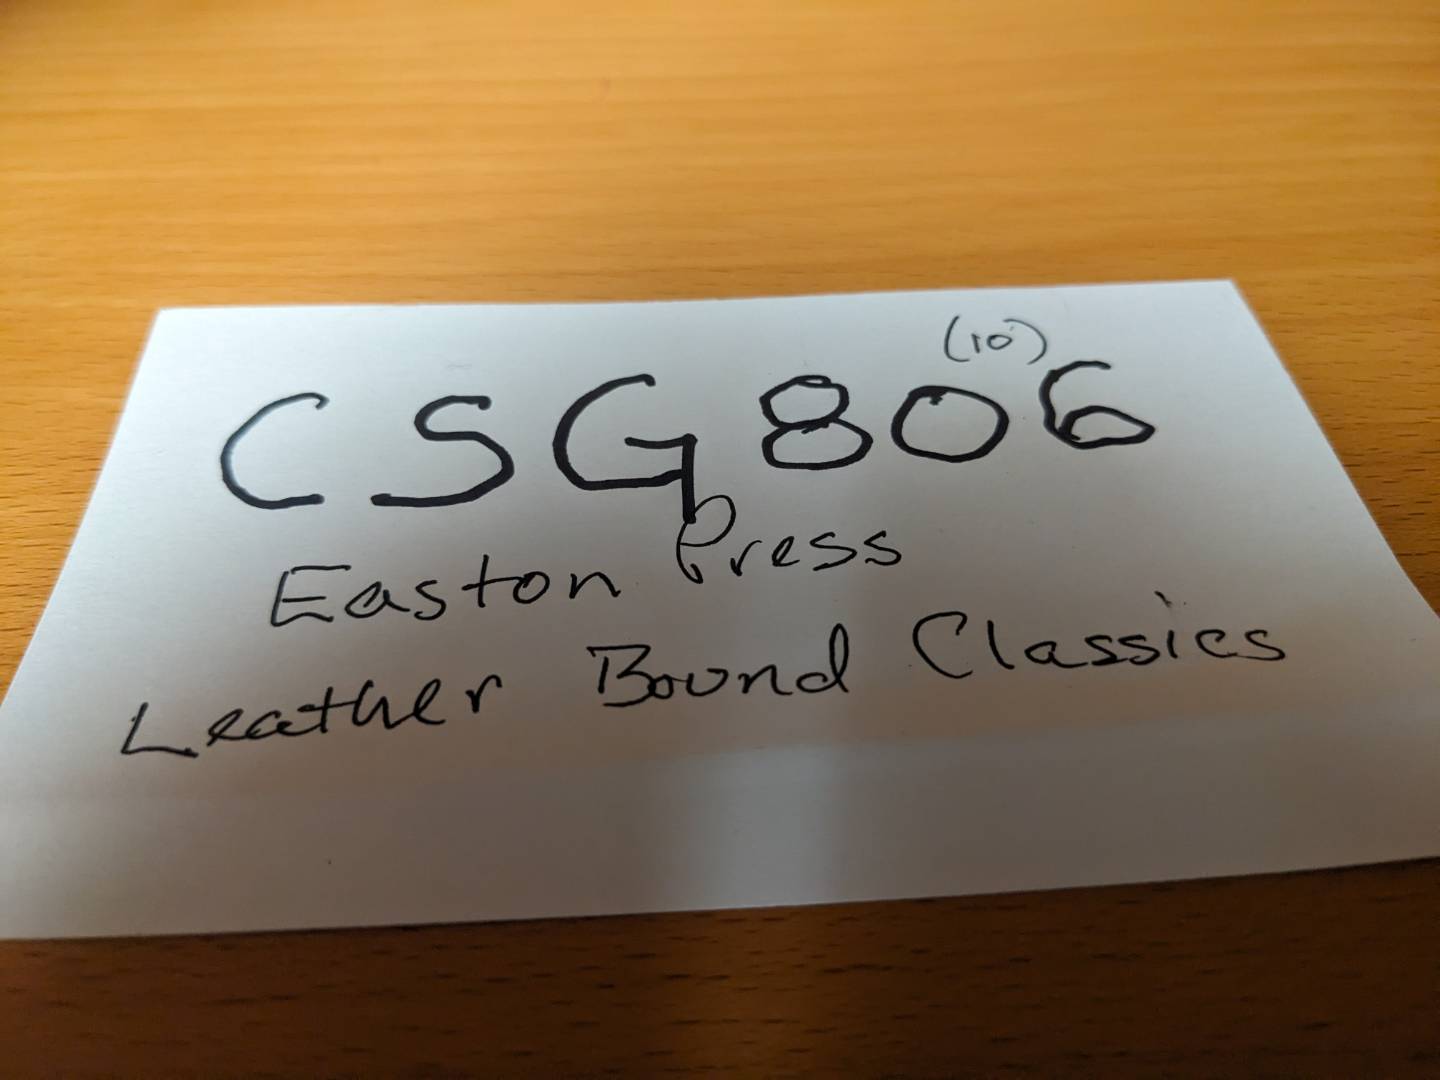 (10)
CSG806
Easton Press
Leather Bound Classics